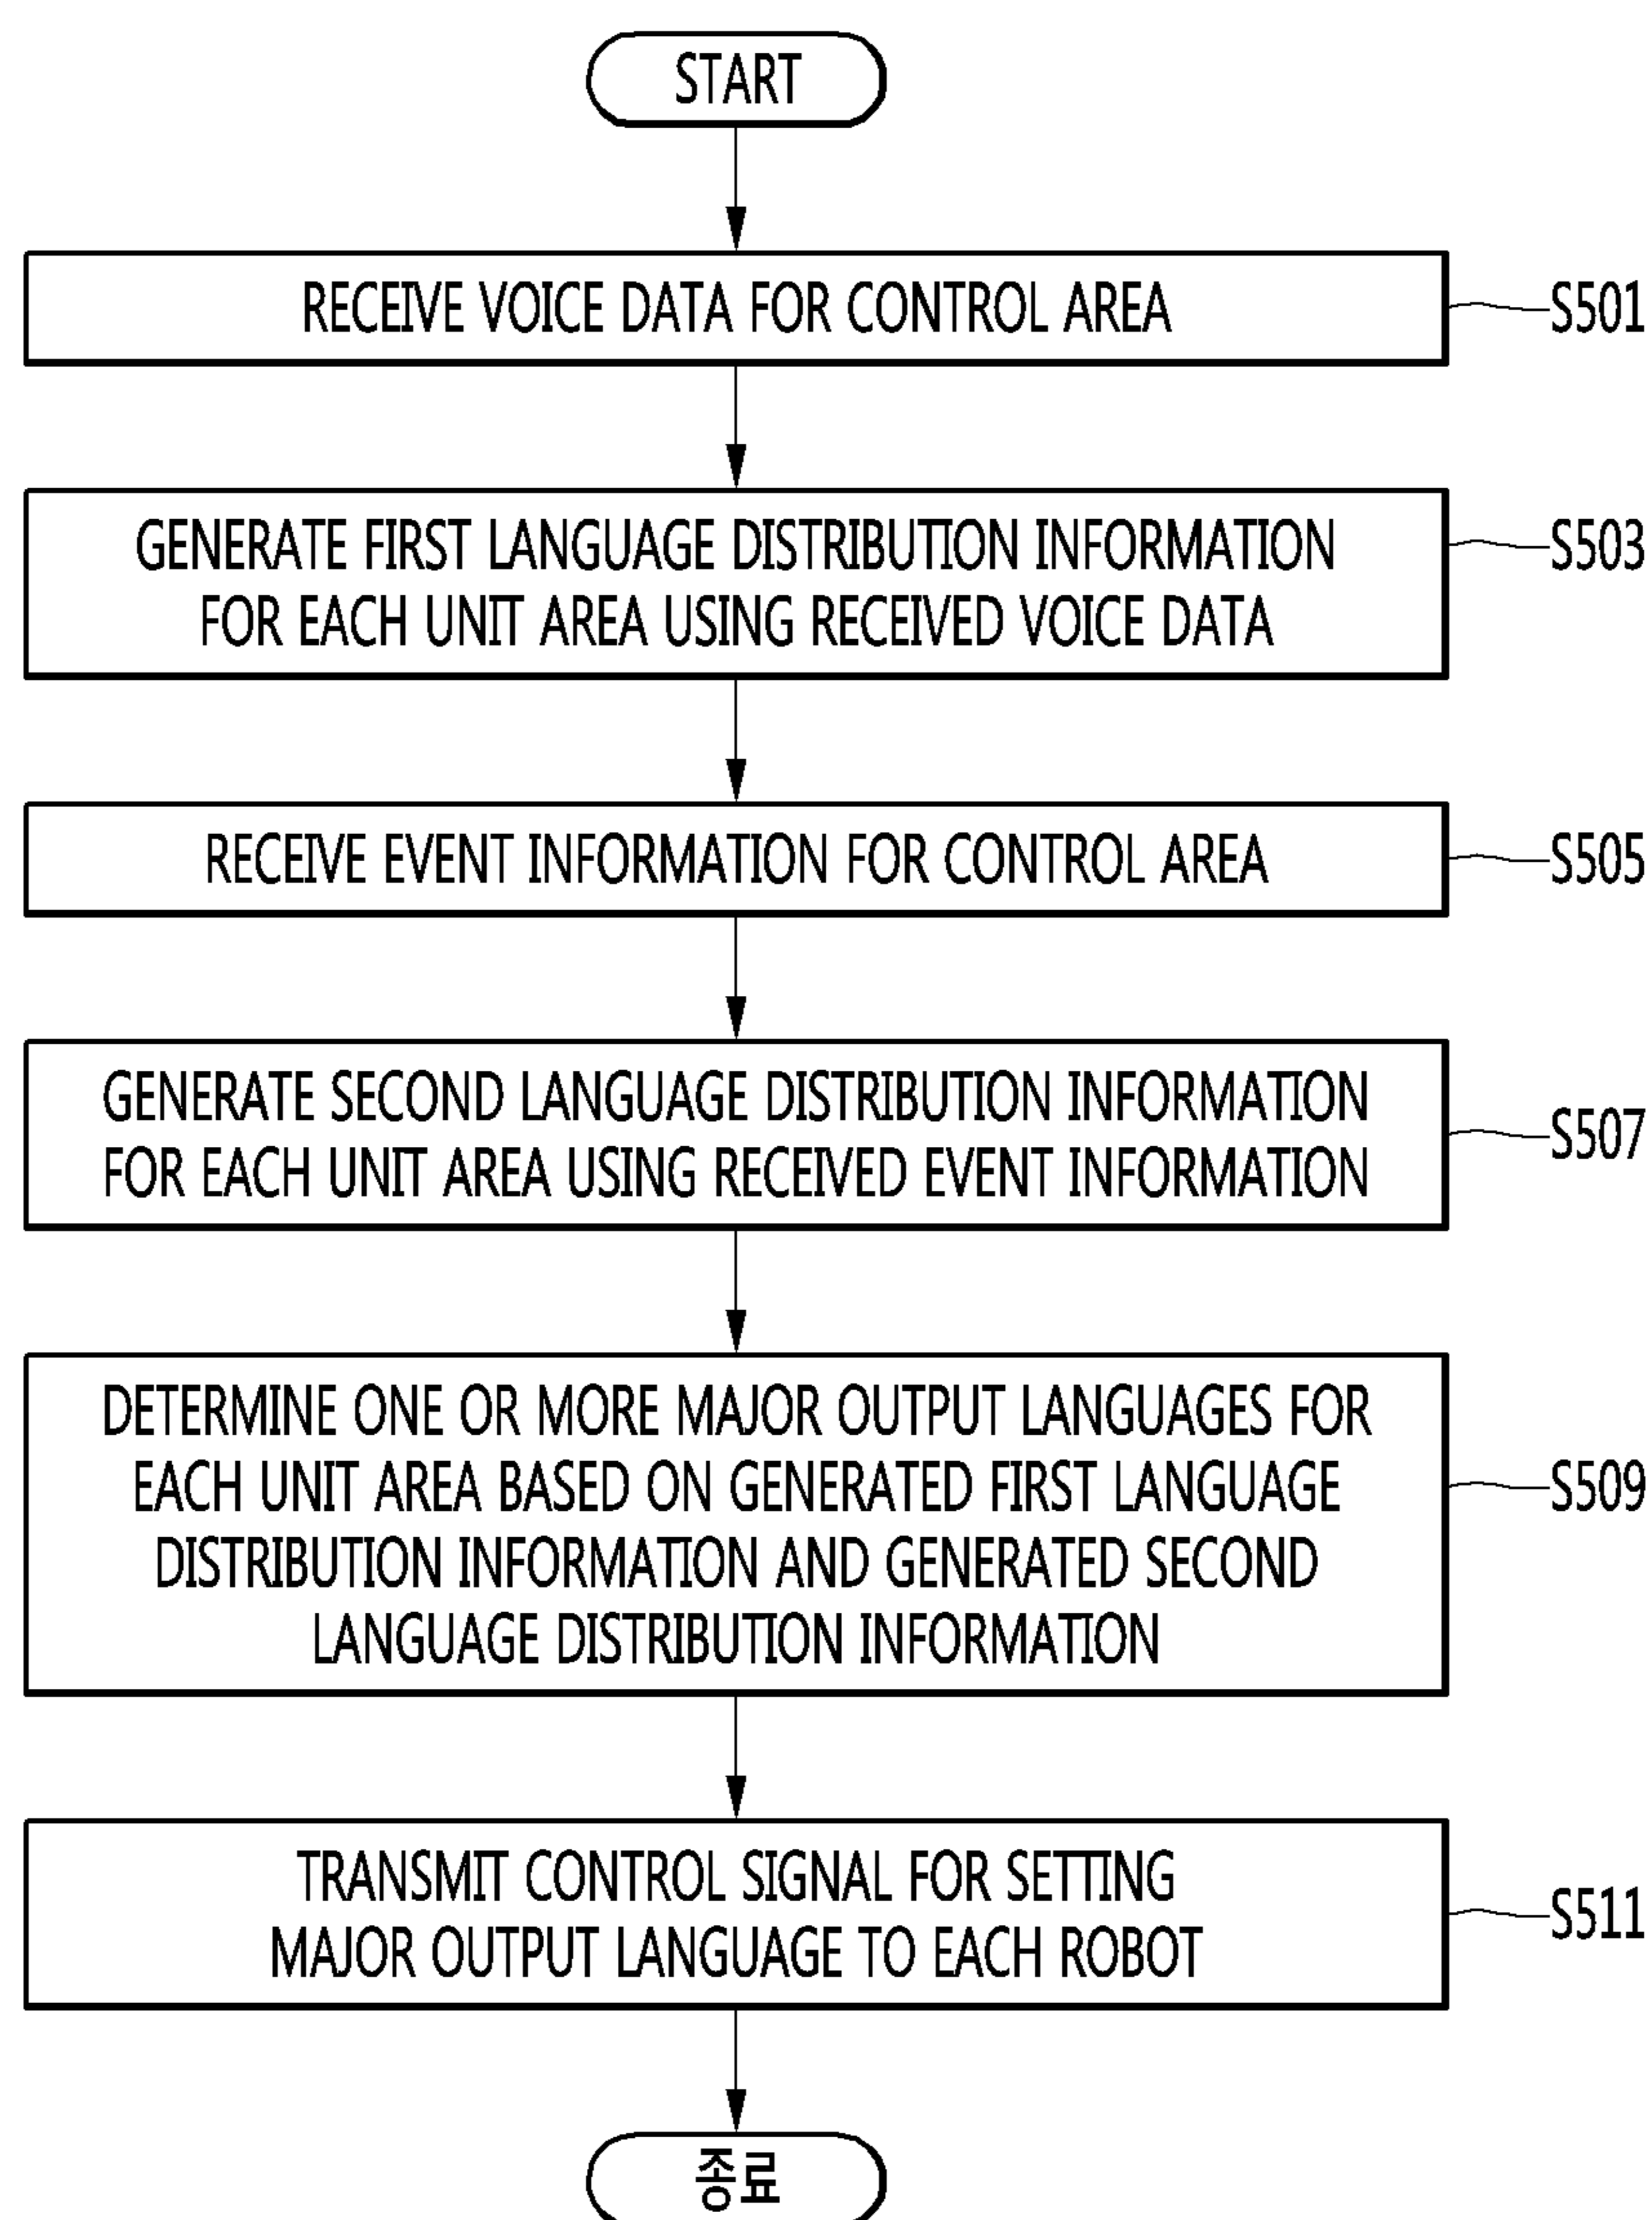 START
RECEIVE VOICE DATA FOR CONTROL AREA
S501
GENERATE FIRST LANGUAGE DISTRIBUTION INFORMATION
FOR EACH UNIT AREA USING RECEIVED VOICE DATA
S503
RECEIVE EVENT INFORMATION FOR CONTROL AREA
S505
GENERATE SECOND LANGUAGE DISTRIBUTION INFORMATION
FOR EACH UNIT AREA USING RECEIVED EVENT INFORMATION
S507
DETERMINE ONE OR MORE MAJOR OUTPUT LANGUAGES FOR
EACH UNIT AREA BASED ON GENERATED FIRST LANGUAGE
DISTRIBUTION INFORMATION AND GENERATED SECOND
LANGUAGE DISTRIBUTION INFORMATION
S509
TRANSMIT CONTROL SIGNAL FOR SETTING
MAJOR OUTPUT LANGUAGE TO EACH ROBOT
S511
종료